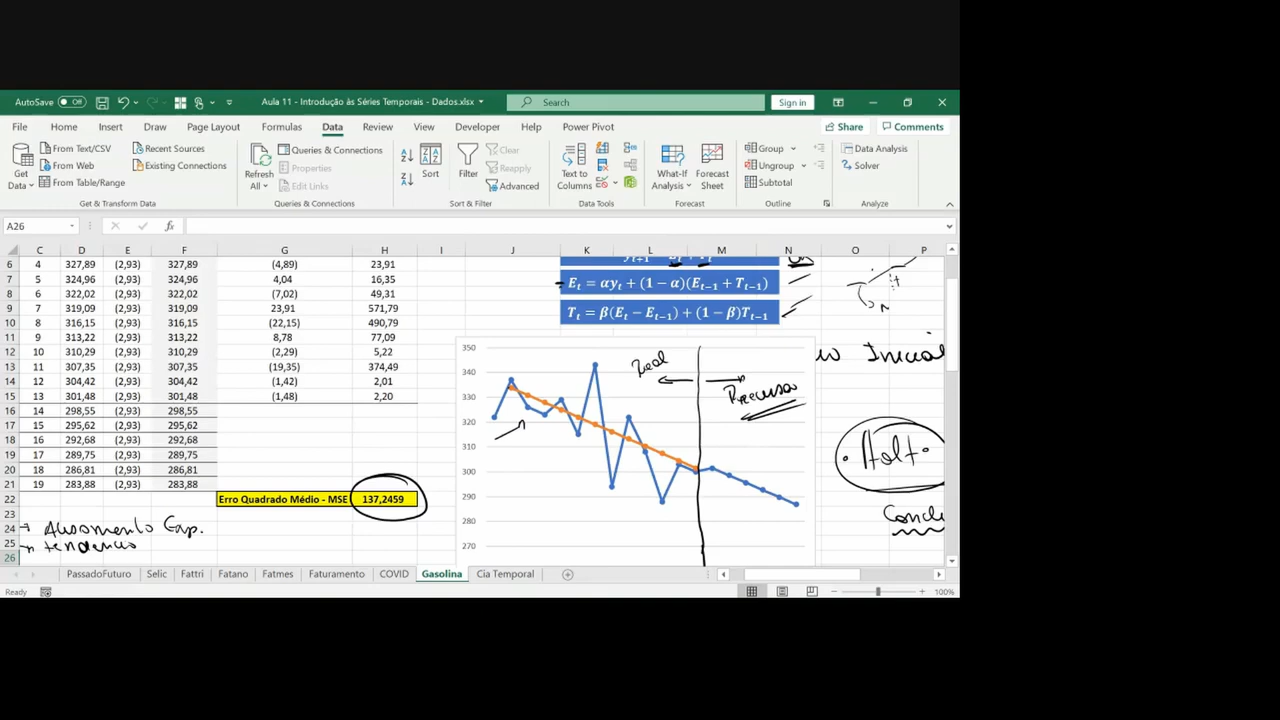 AutoSave Off Aula 11 - Introdução às Séries Temporais - Dados.xlsx Search Sign in
File Home Insert Draw Page Layout Formulas Data Review View Developer Help Power Pivot Share Comments
Get Data From Text/CSV From Web From Table/Range Recent Sources Existing Connections
Refresh All Queries & Connections Properties Edit Links
Sort Filter Clear Reapply Advanced
Text to Columns What-If Analysis Forecast Sheet
Group Ungroup Subtotal Data Analysis Solver
Get & Transform Data Queries & Connections Sort & Filter Data Tools Forecast Outline Analyze
A26 fx
C D E F G H I J K L M N O P
6 4 327,89 (2,93) 327,89 (4,89) 23,91
7 5 324,96 (2,93) 324,96 4,04 16,35
8 6 322,02 (2,93) 322,02 (7,02) 49,31
9 7 319,09 (2,93) 319,09 23,91 571,79
10 8 316,15 (2,93) 316,15 (22,15) 490,79
11 9 313,22 (2,93) 313,22 8,78 77,09
12 10 310,29 (2,93) 310,29 (2,29) 5,22
13 11 307,35 (2,93) 307,35 (19,35) 374,49
14 12 304,42 (2,93) 304,42 (1,42) 2,01
15 13 301,48 (2,93) 301,48 (1,48) 2,20
16 14 298,55 (2,93) 298,55
17 15 295,62 (2,93) 295,62
18 16 292,68 (2,93) 292,68
19 17 289,75 (2,93) 289,75
20 18 286,81 (2,93) 286,81
21 19 283,88 (2,93) 283,88
22 Erro Quadrado Médio - MSE 137,2459
23
24
25
26
E_t = αy_t + (1 − α)(E_{t−1} + T_{t−1})
T_t = β(E_t − E_{t−1}) + (1 − β)T_{t−1}
350
340
330
320
310
300
290
280
270
Real
Holt
PassadoFuturo Selic Fattri Fatano Fatmes Faturamento COVID Gasolina Cia Temporal
Ready 100%